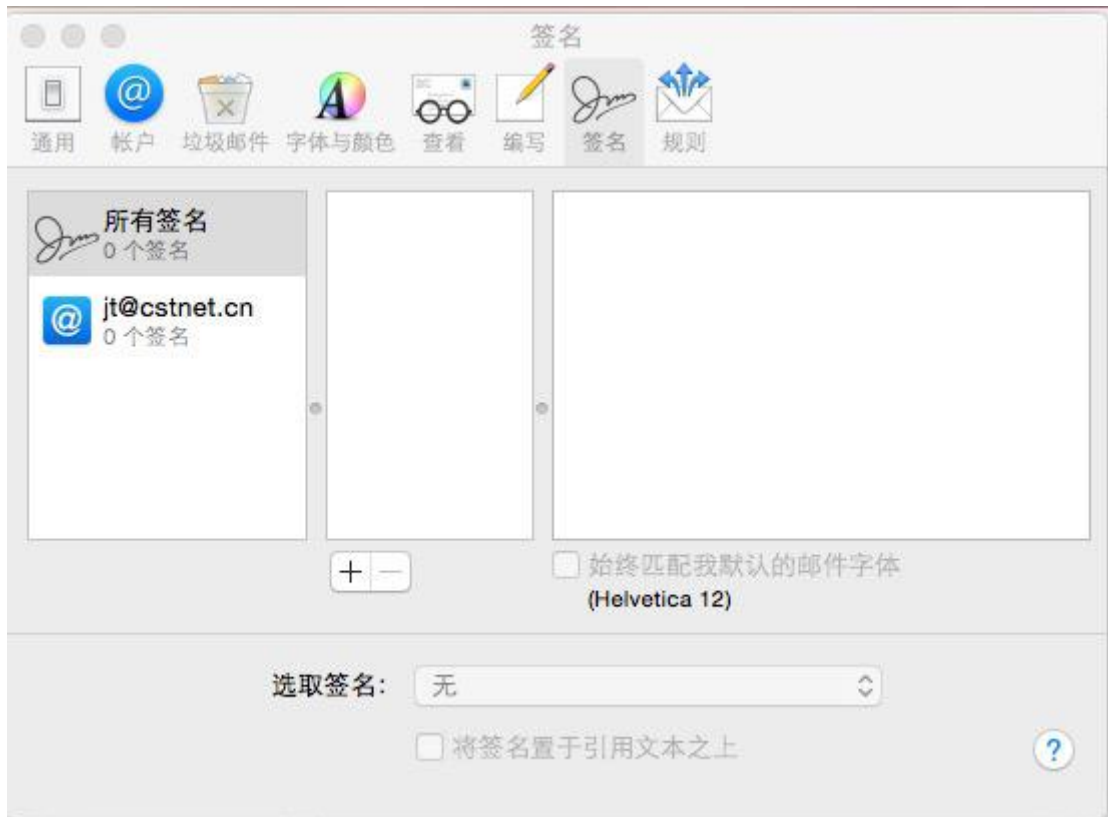 签名
通用 帐户 垃圾邮件 字体与颜色 查看 编写 签名 规则
所有签名
0 个签名
jt@cstnet.cn
0 个签名
始终匹配我默认的邮件字体
(Helvetica 12)
选取签名: 无
将签名置于引用文本之上
?